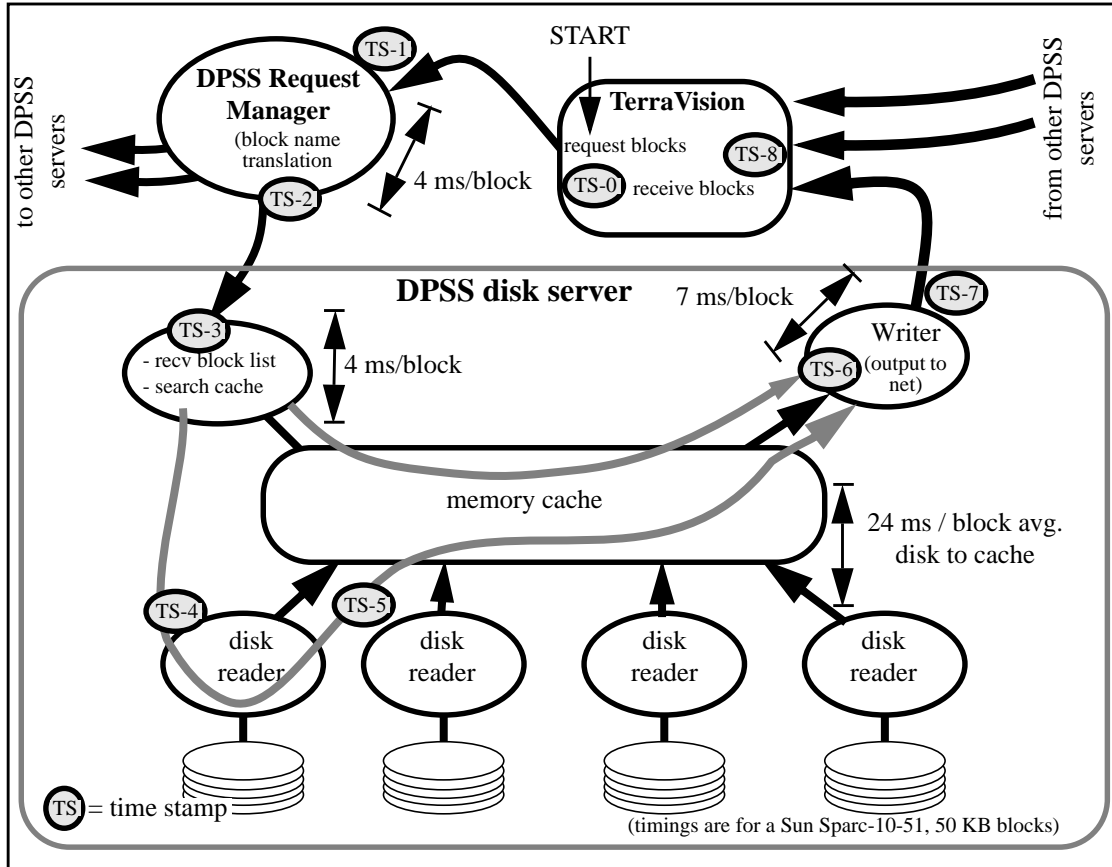 START
TS-1
DPSS Request
Manager
(block name
translation
TS-2
4 ms/block
to other DPSS
servers
TerraVision
request blocks
TS-8
TS-0
receive blocks
from other DPSS
servers
DPSS disk server
7 ms/block
TS-7
TS-3
- recv block list
- search cache
4 ms/block
Writer
TS-6
(output to
net)
memory cache
24 ms / block avg.
disk to cache
TS-4
TS-5
disk
reader
disk
reader
disk
reader
disk
reader
TS = time stamp
(timings are for a Sun Sparc-10-51, 50 KB blocks)